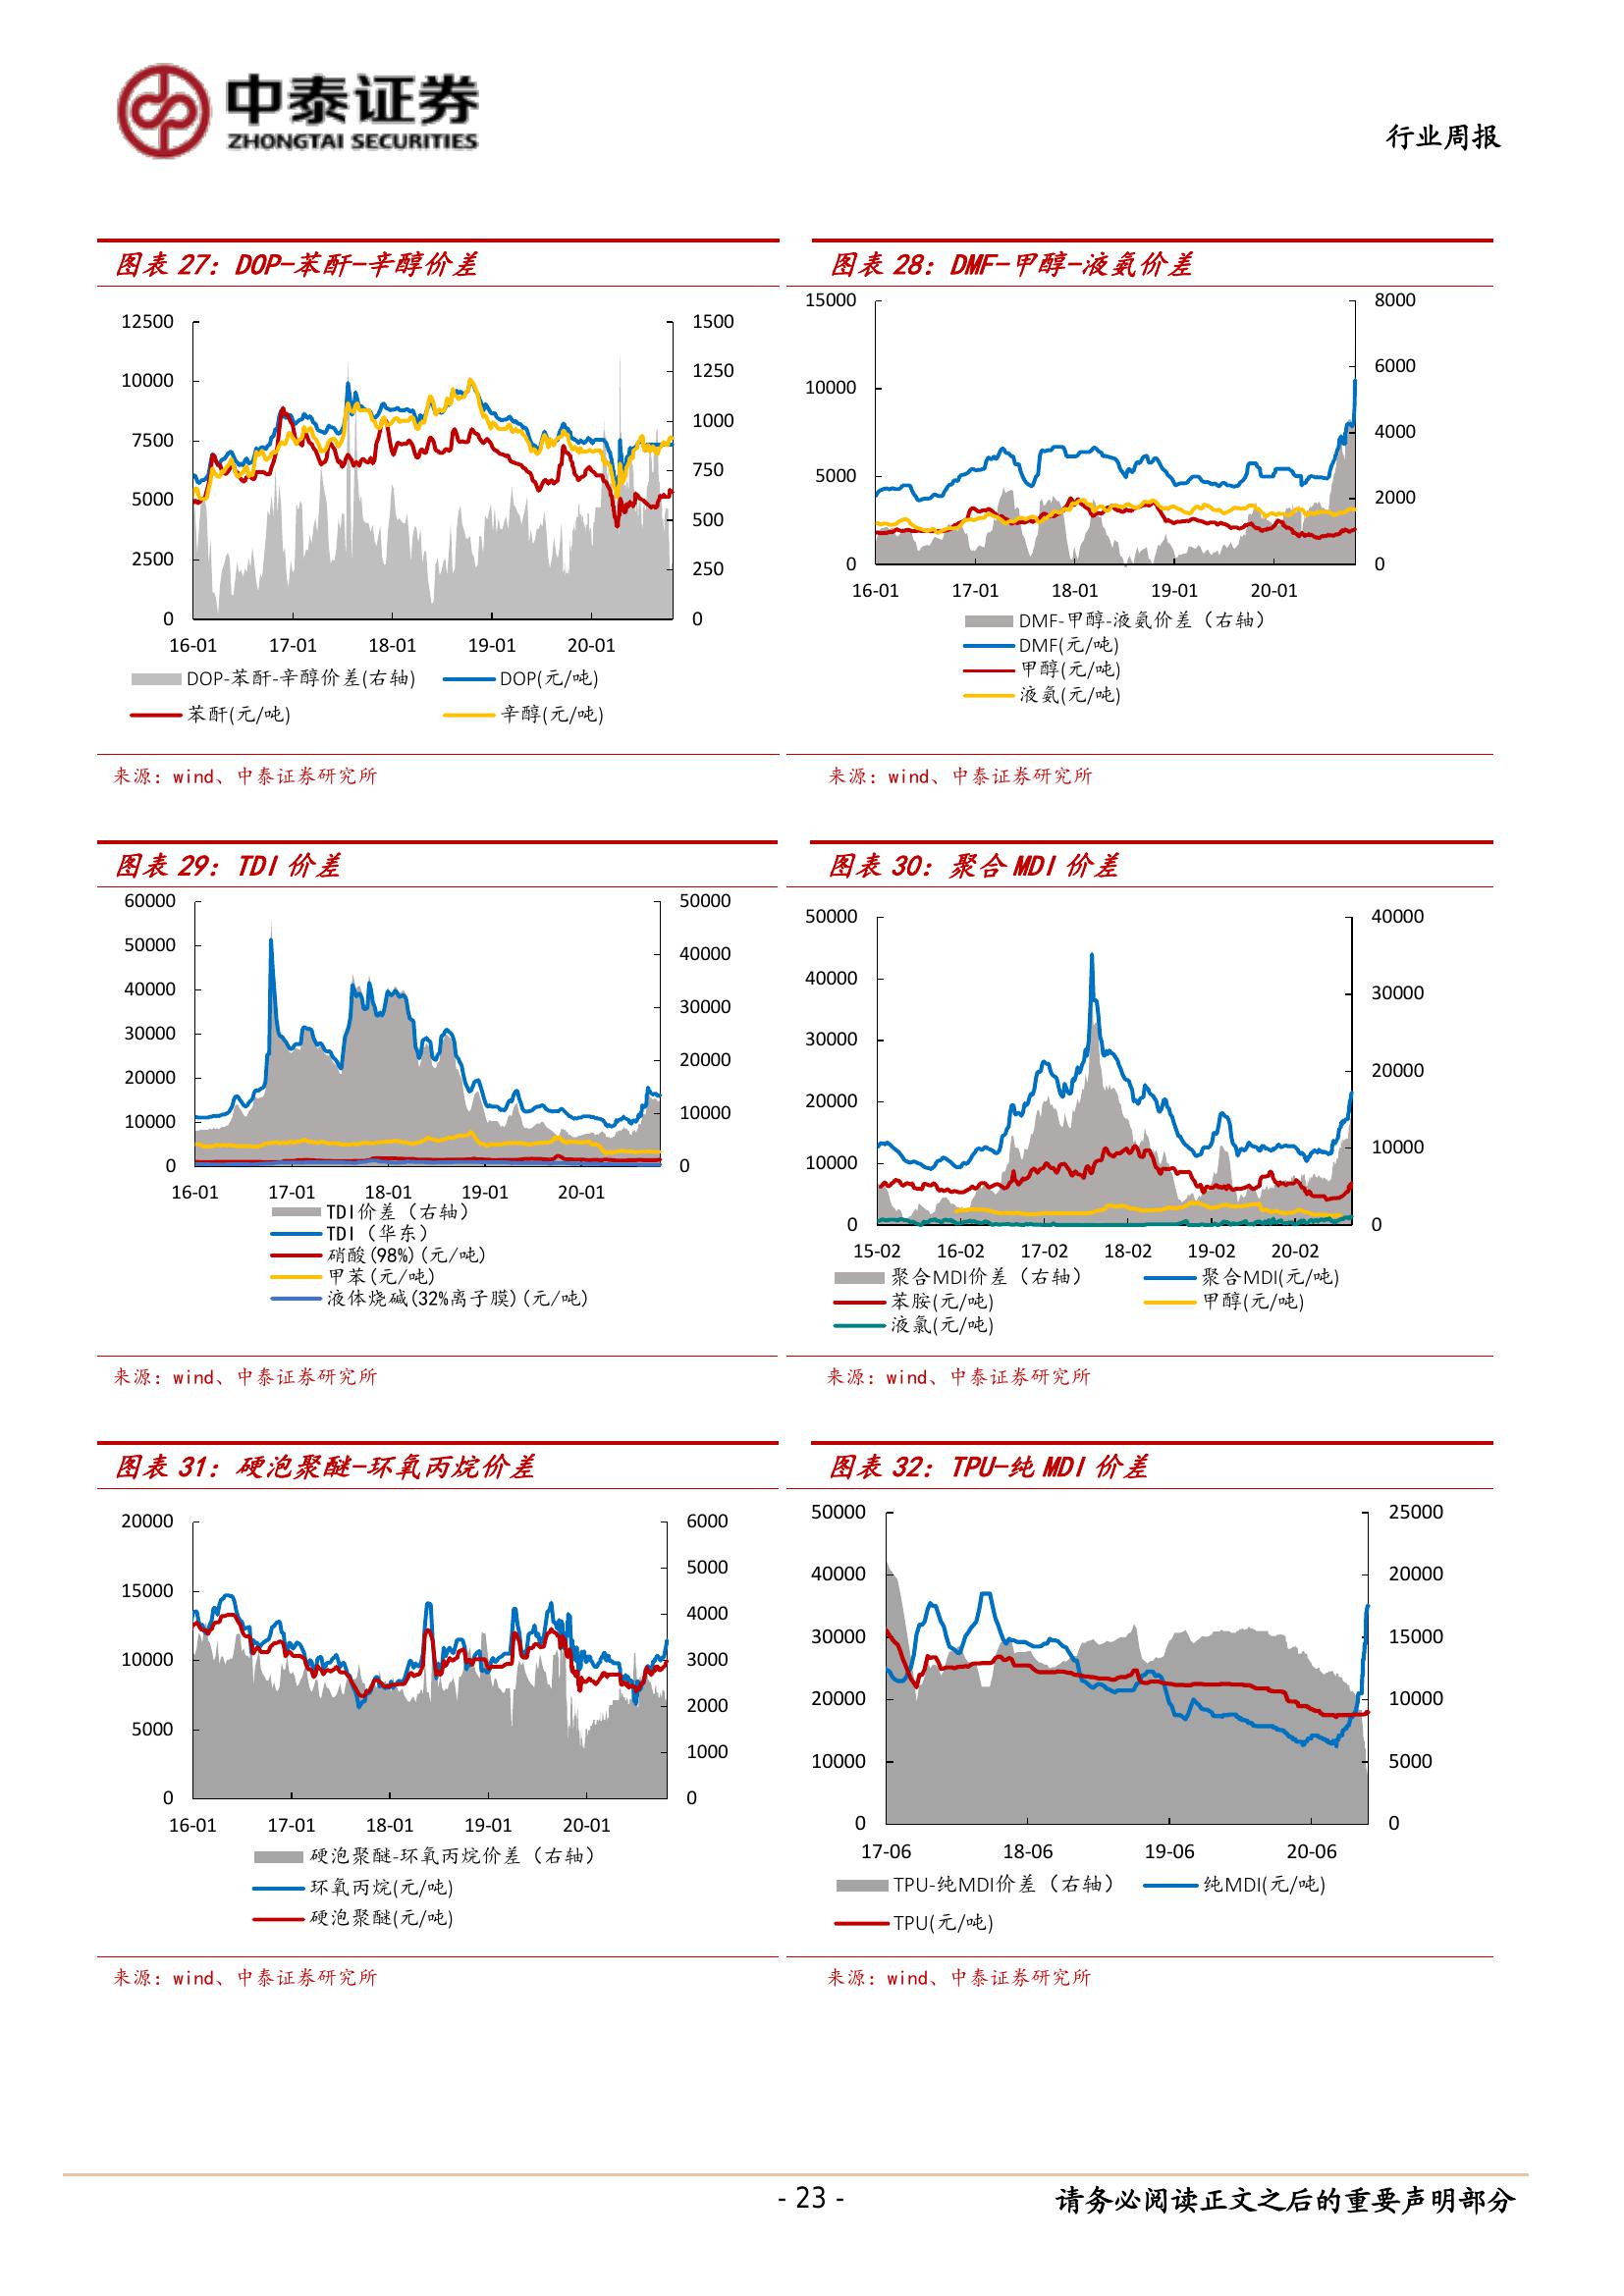 中泰证券
ZHONGTAI SECURITIES
行业周报
图表 27：DOP-苯酐-辛醇价差
12500
10000
7500
5000
2500
0
1500
1250
1000
750
500
250
0
16-01 17-01 18-01 19-01 20-01
DOP-苯酐-辛醇价差(右轴) DOP(元/吨)
苯酐(元/吨) 辛醇(元/吨)
来源：wind、中泰证券研究所
图表 28：DMF-甲醇-液氨价差
15000
10000
5000
0
8000
6000
4000
2000
0
16-01 17-01 18-01 19-01 20-01
DMF-甲醇-液氨价差（右轴）
DMF(元/吨)
甲醇(元/吨)
液氨(元/吨)
来源：wind、中泰证券研究所
图表 29：TDI 价差
60000
50000
40000
30000
20000
10000
0
50000
40000
30000
20000
10000
0
16-01 17-01 18-01 19-01 20-01
TDI价差（右轴）
TDI（华东）
硝酸(98%)(元/吨)
甲苯(元/吨)
液体烧碱(32%离子膜)(元/吨)
来源：wind、中泰证券研究所
图表 30：聚合 MDI 价差
50000
40000
30000
20000
10000
0
40000
30000
20000
10000
0
15-02 16-02 17-02 18-02 19-02 20-02
聚合MDI价差（右轴） 聚合MDI(元/吨)
苯胺(元/吨) 甲醇(元/吨)
液氯(元/吨)
来源：wind、中泰证券研究所
图表 31：硬泡聚醚-环氧丙烷价差
20000
15000
10000
5000
0
6000
5000
4000
3000
2000
1000
0
16-01 17-01 18-01 19-01 20-01
硬泡聚醚-环氧丙烷价差（右轴）
环氧丙烷(元/吨)
硬泡聚醚(元/吨)
来源：wind、中泰证券研究所
图表 32：TPU-纯 MDI 价差
50000
40000
30000
20000
10000
0
25000
20000
15000
10000
5000
0
17-06 18-06 19-06 20-06
TPU-纯MDI价差（右轴） 纯MDI(元/吨)
TPU(元/吨)
来源：wind、中泰证券研究所
- 23 -
请务必阅读正文之后的重要声明部分